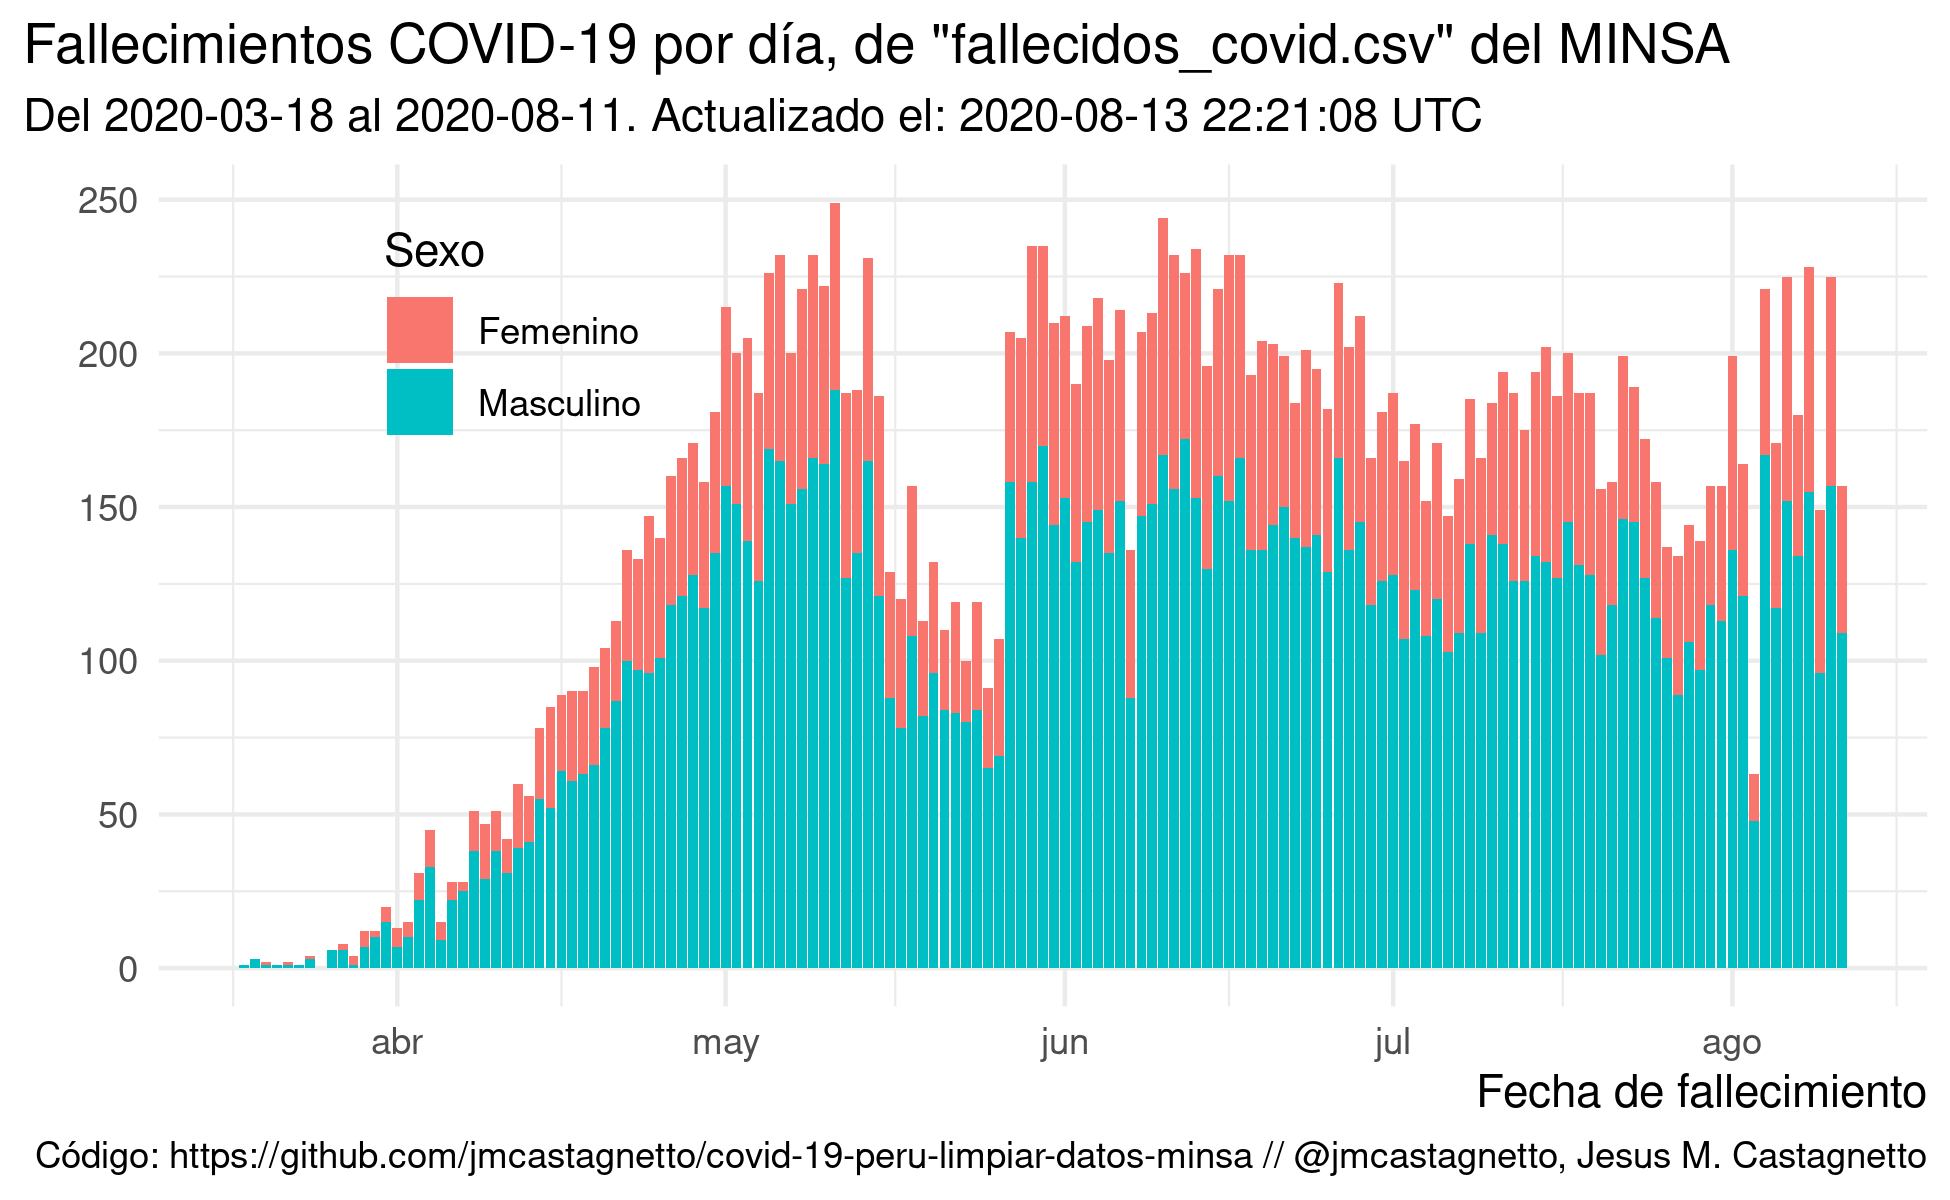 Fallecimientos COVID-19 por día, de "fallecidos_covid.csv" del MINSA
Del 2020-03-18 al 2020-08-11. Actualizado el: 2020-08-13 22:21:08 UTC
250
200
150
100
50
0
Sexo
Femenino
Masculino
abr may jun jul ago
Fecha de fallecimiento
Código: https://github.com/jmcastagnetto/covid-19-peru-limpiar-datos-minsa // @jmcastagnetto, Jesus M. Castagnetto